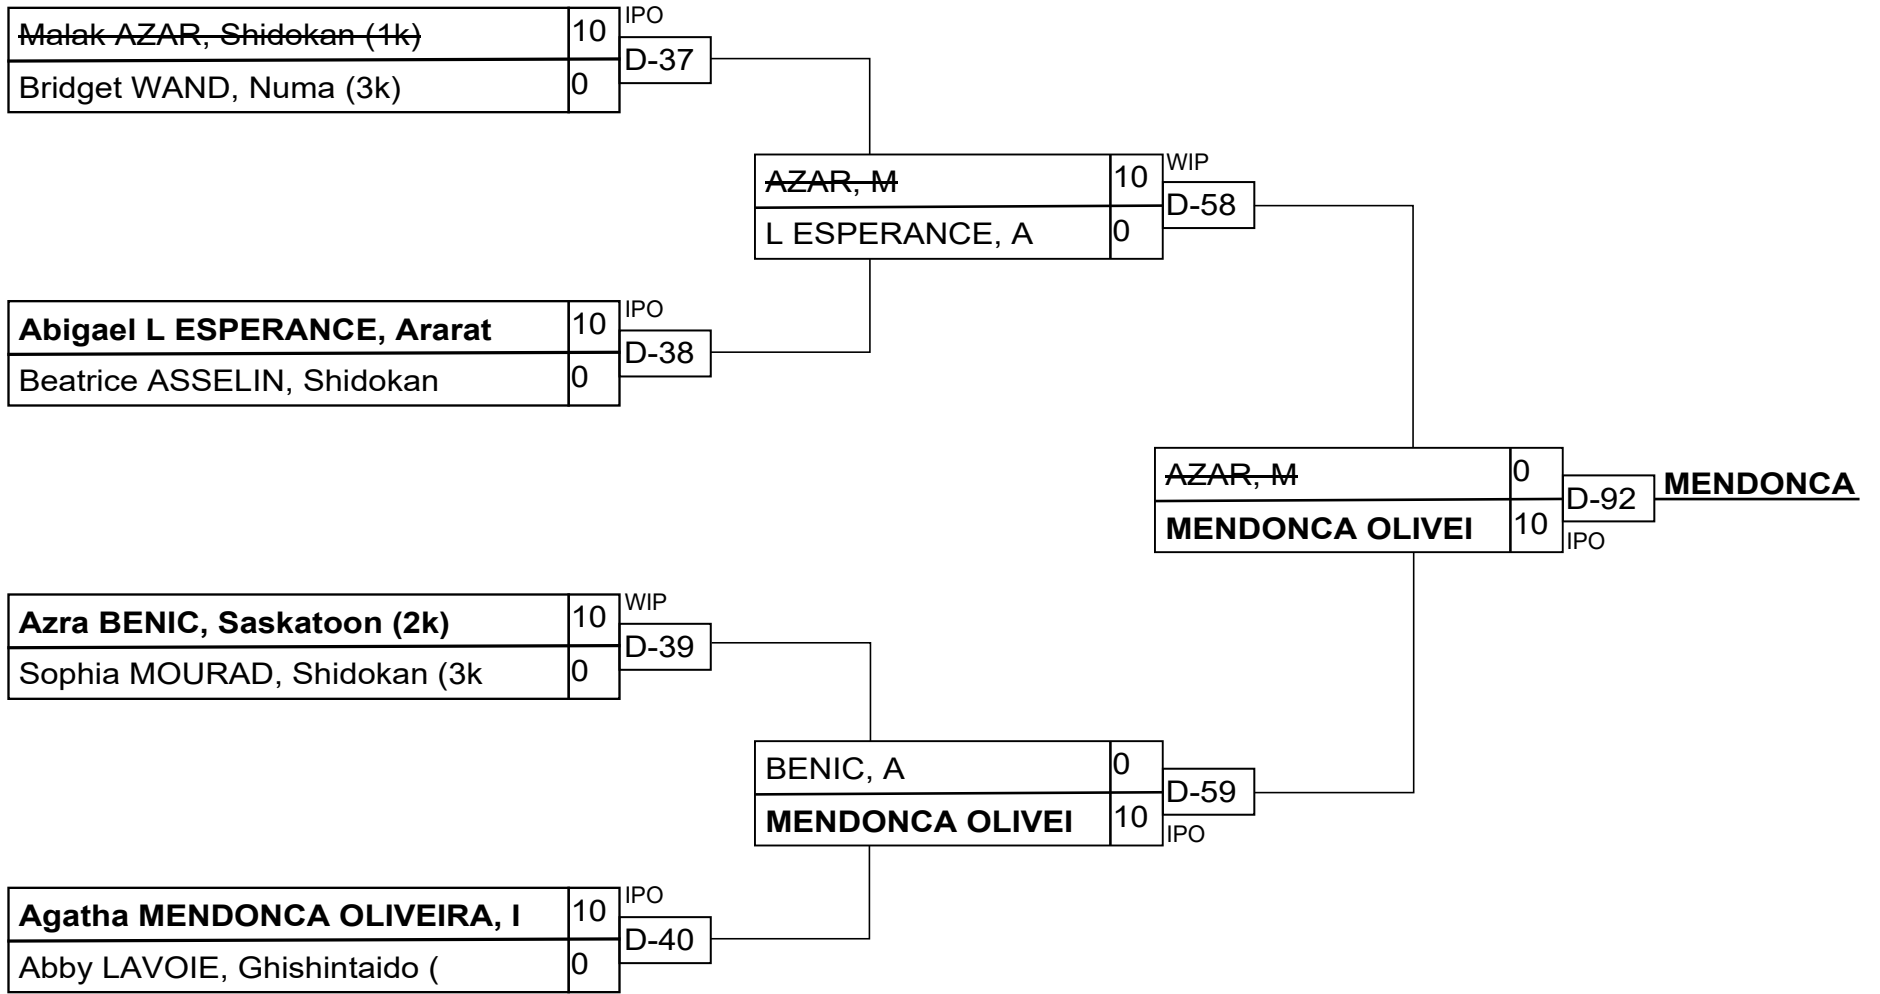 Malak AZAR, Shidokan (1k) 10 IPO
D-37
Bridget WAND, Numa (3k) 0
AZAR, M 10 WIP
D-58
L ESPERANCE, A 0
Abigael L ESPERANCE, Ararat 10 IPO
D-38
Beatrice ASSELIN, Shidokan 0
AZAR, M 0
D-92 MENDONCA
MENDONCA OLIVEI 10 IPO
Azra BENIC, Saskatoon (2k) 10 WIP
D-39
Sophia MOURAD, Shidokan (3k 0
BENIC, A 0
D-59
MENDONCA OLIVEI 10 IPO
Agatha MENDONCA OLIVEIRA, I 10 IPO
D-40
Abby LAVOIE, Ghishintaido ( 0